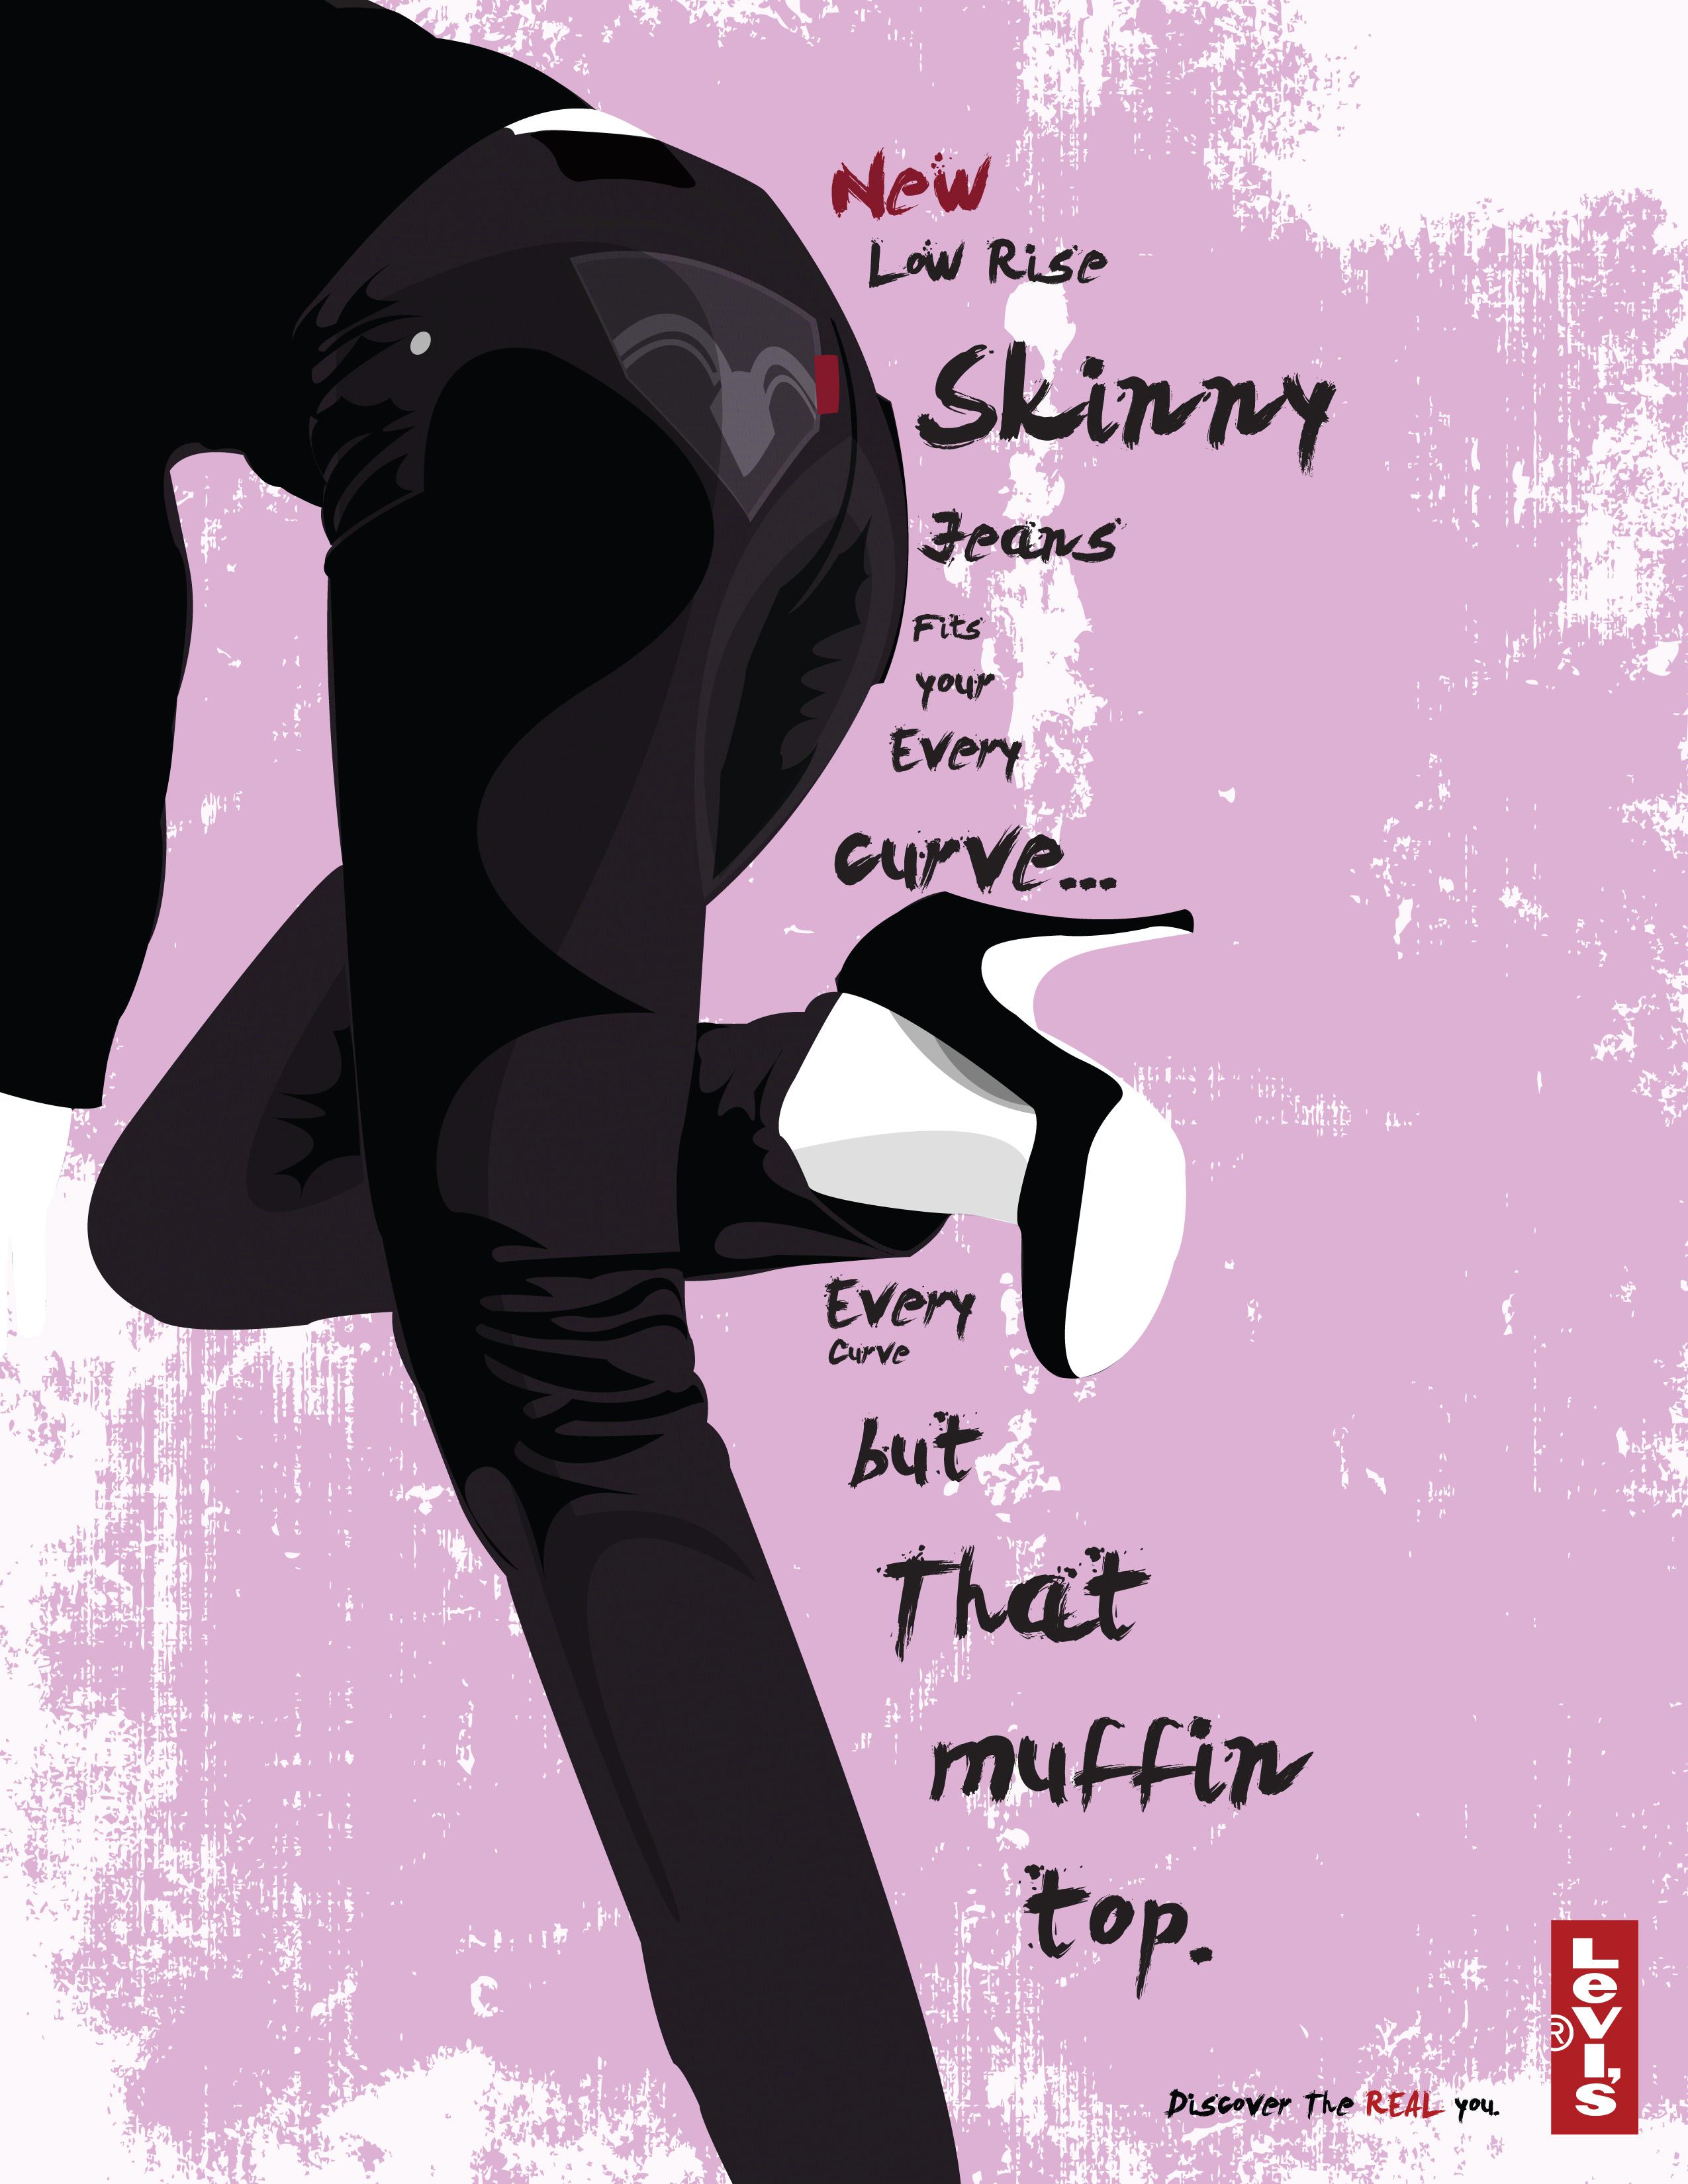 New
Low Rise
Skinny
Jeans
Fits
your
Every
curve...
Every
Curve
but
That
muffin
top.
Levi's
®
Discover The REAL you.